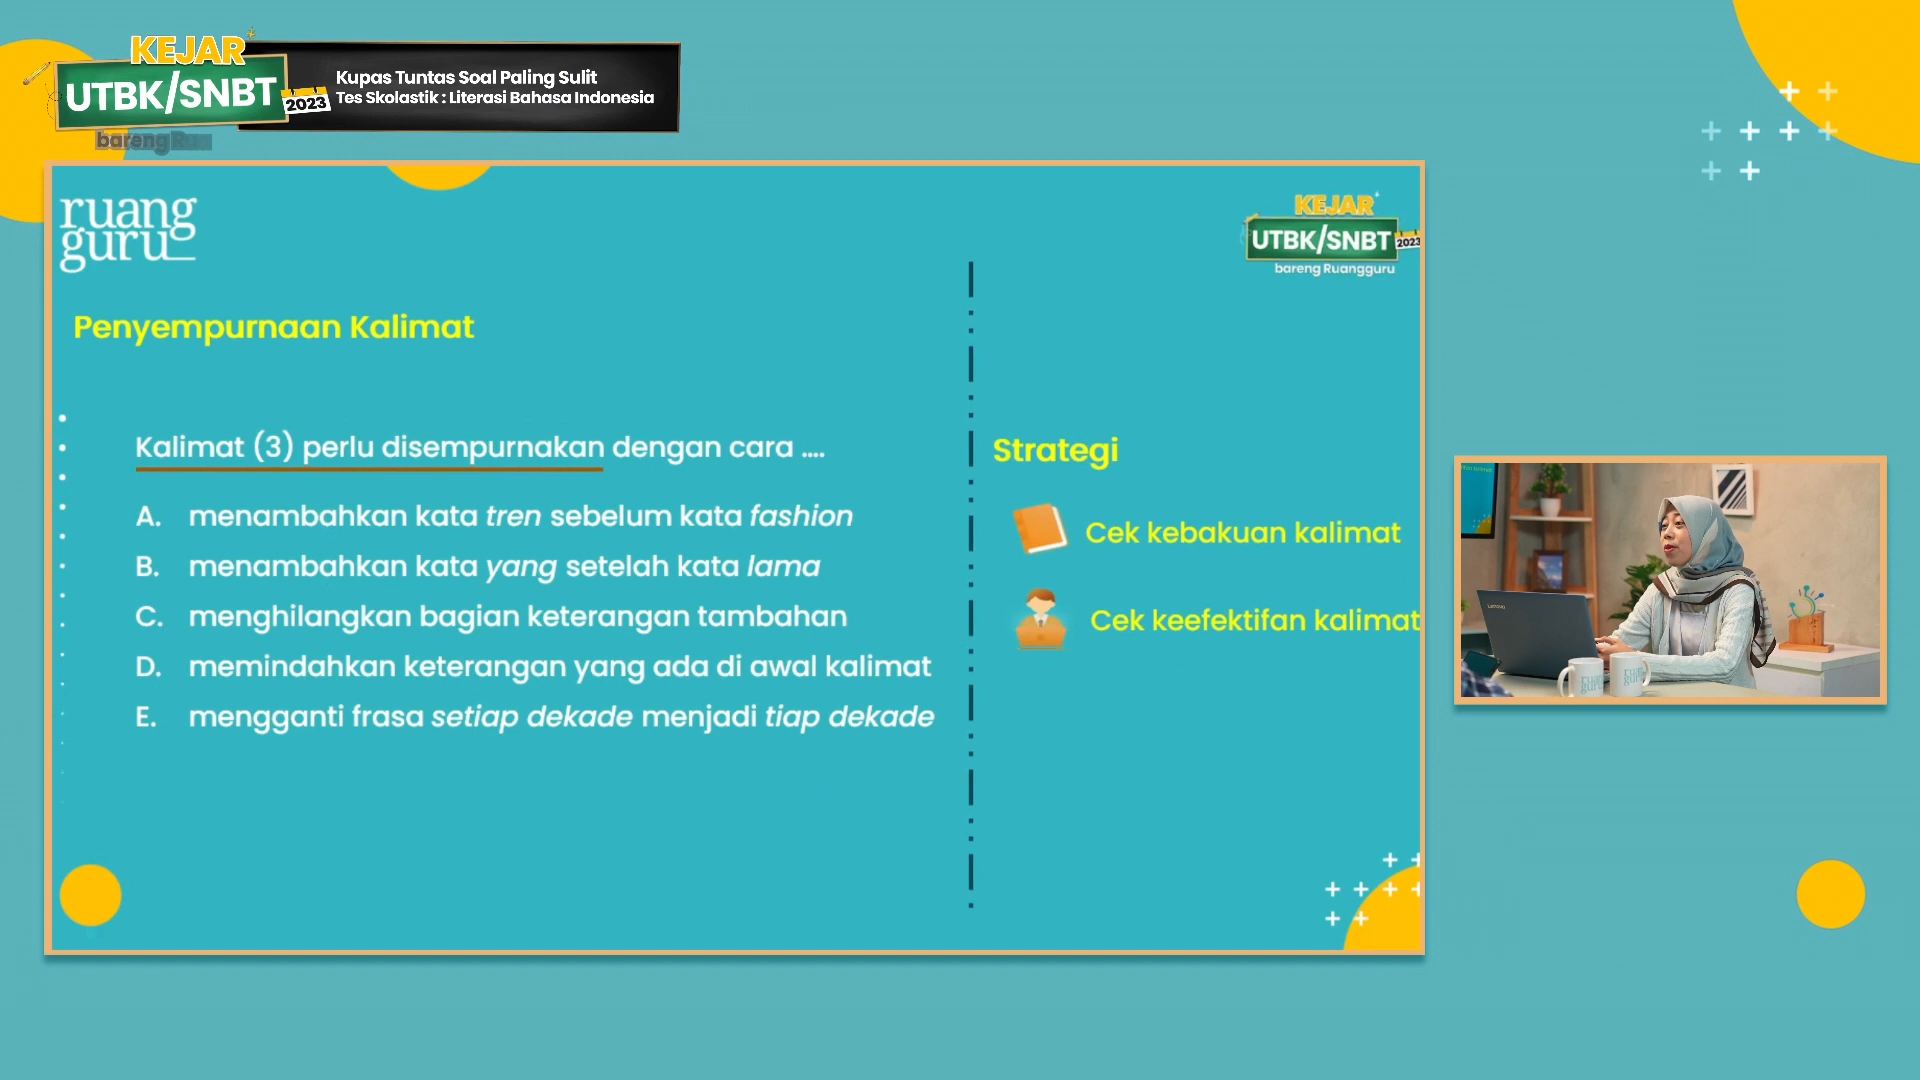 KEJAR
UTBK/SNBT
2023
bareng
Kupas Tuntas Soal Paling Sulit
Tes Skolastik : Literasi Bahasa Indonesia
ruang
guru
KEJAR
UTBK/SNBT
2023
bareng Ruangguru
Penyempurnaan Kalimat
Kalimat (3) perlu disempurnakan dengan cara ....
A. menambahkan kata tren sebelum kata fashion
B. menambahkan kata yang setelah kata lama
C. menghilangkan bagian keterangan tambahan
D. memindahkan keterangan yang ada di awal kalimat
E. mengganti frasa setiap dekade menjadi tiap dekade
Strategi
Cek kebakuan kalimat
Cek keefektifan kalimat